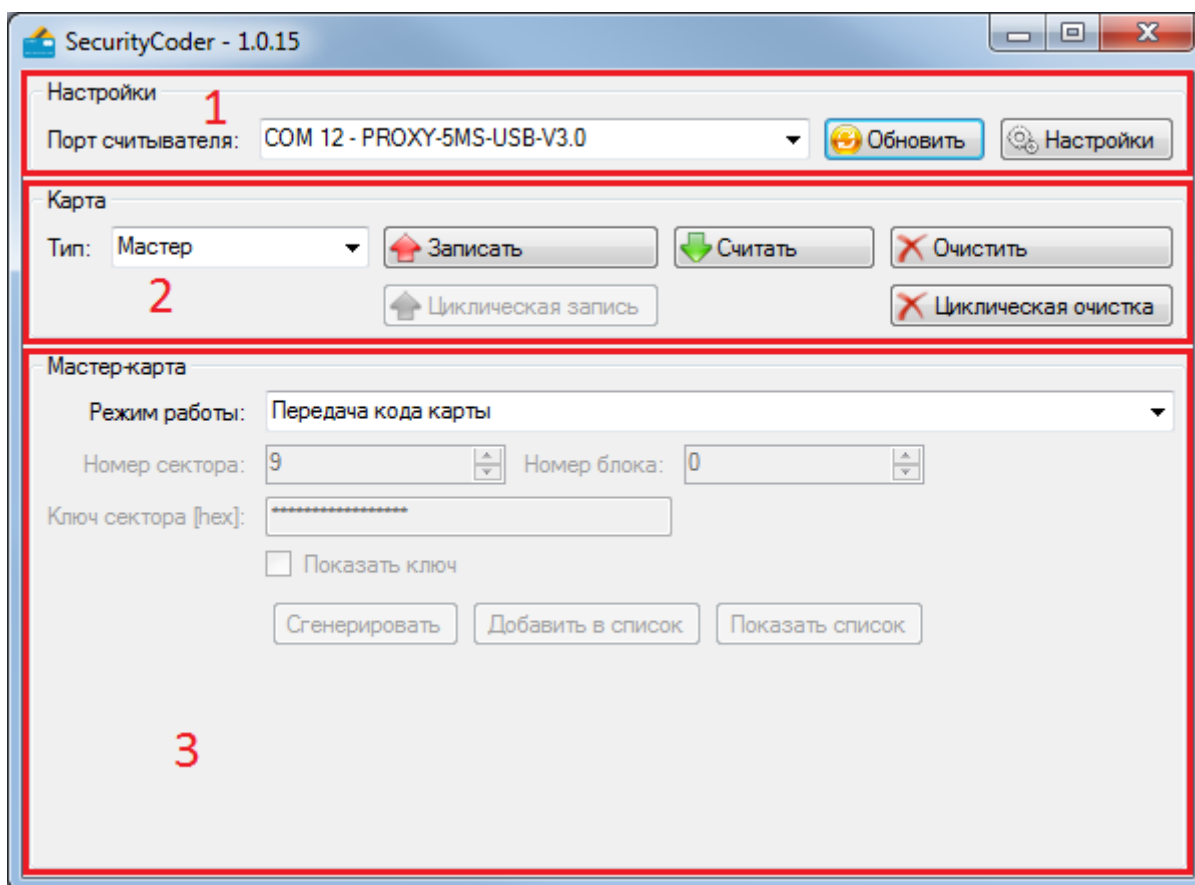 SecurityCoder - 1.0.15
Настройки
1
Порт считывателя: COM 12 - PROXY-5MS-USB-V3.0 Обновить Настройки
Карта
Тип: Мастер Записать Считать Очистить
2 Циклическая запись Циклическая очистка
Мастер-карта
Режим работы: Передача кода карты
Номер сектора: 9 Номер блока: 0
Ключ сектора [hex]: *****************
Показать ключ
Сгенерировать Добавить в список Показать список
3